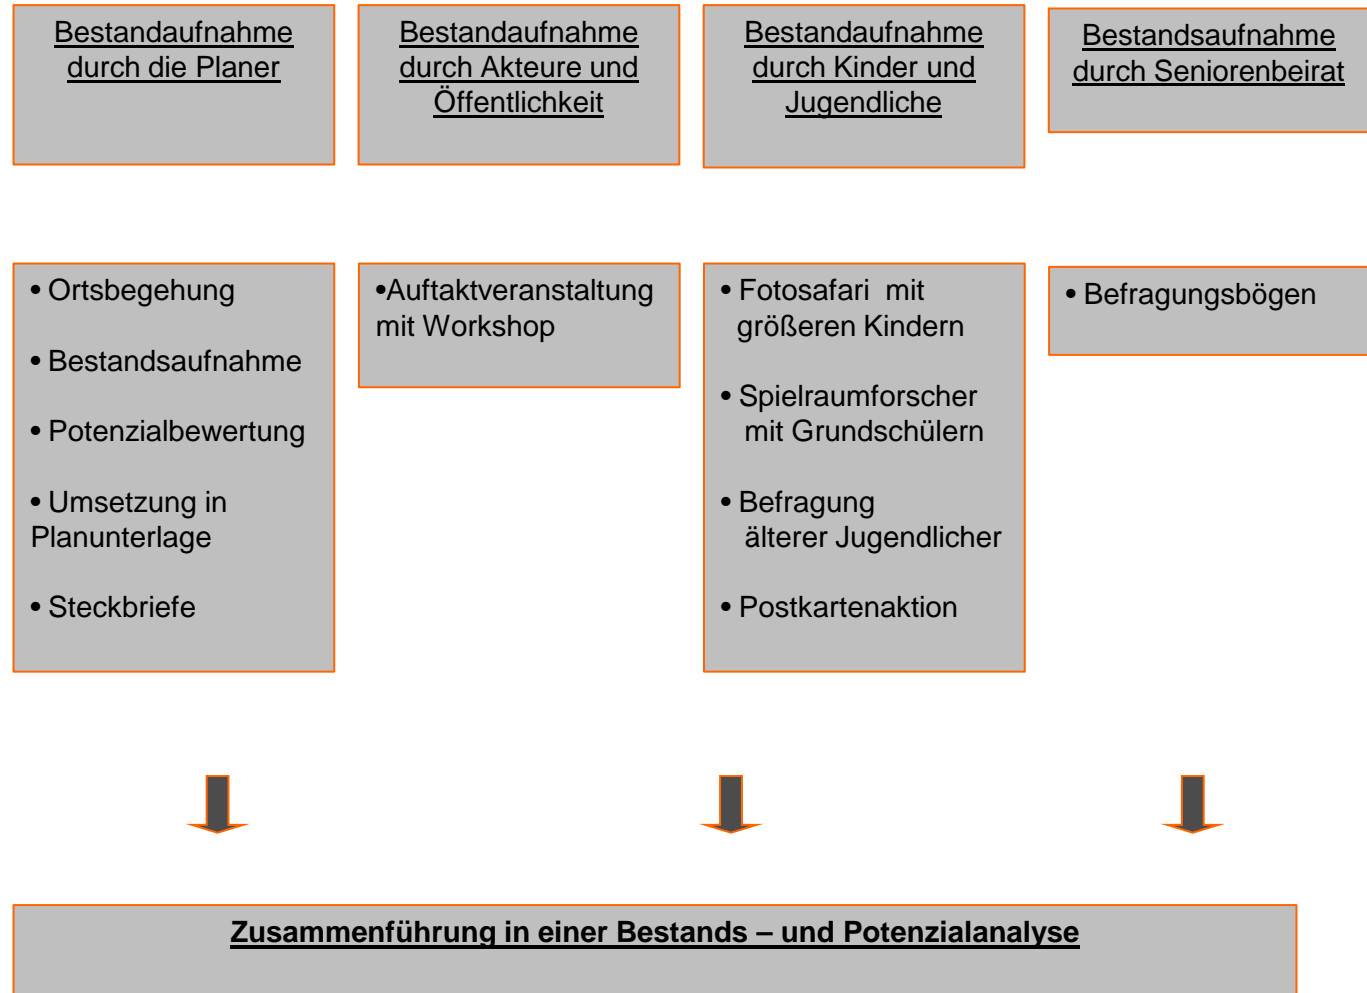 Bestandaufnahme
durch die Planer
Bestandaufnahme
durch Akteure und
Öffentlichkeit
Bestandaufnahme
durch Kinder und
Jugendliche
Bestandsaufnahme
durch Seniorenbeirat
• Ortsbegehung
• Bestandsaufnahme
• Potenzialbewertung
• Umsetzung in
Planunterlage
• Steckbriefe
•Auftaktveranstaltung
mit Workshop
• Fotosafari mit
größeren Kindern
• Spielraumforscher
mit Grundschülern
• Befragung
älterer Jugendlicher
• Postkartenaktion
• Befragungsbögen
Zusammenführung in einer Bestands – und Potenzialanalyse